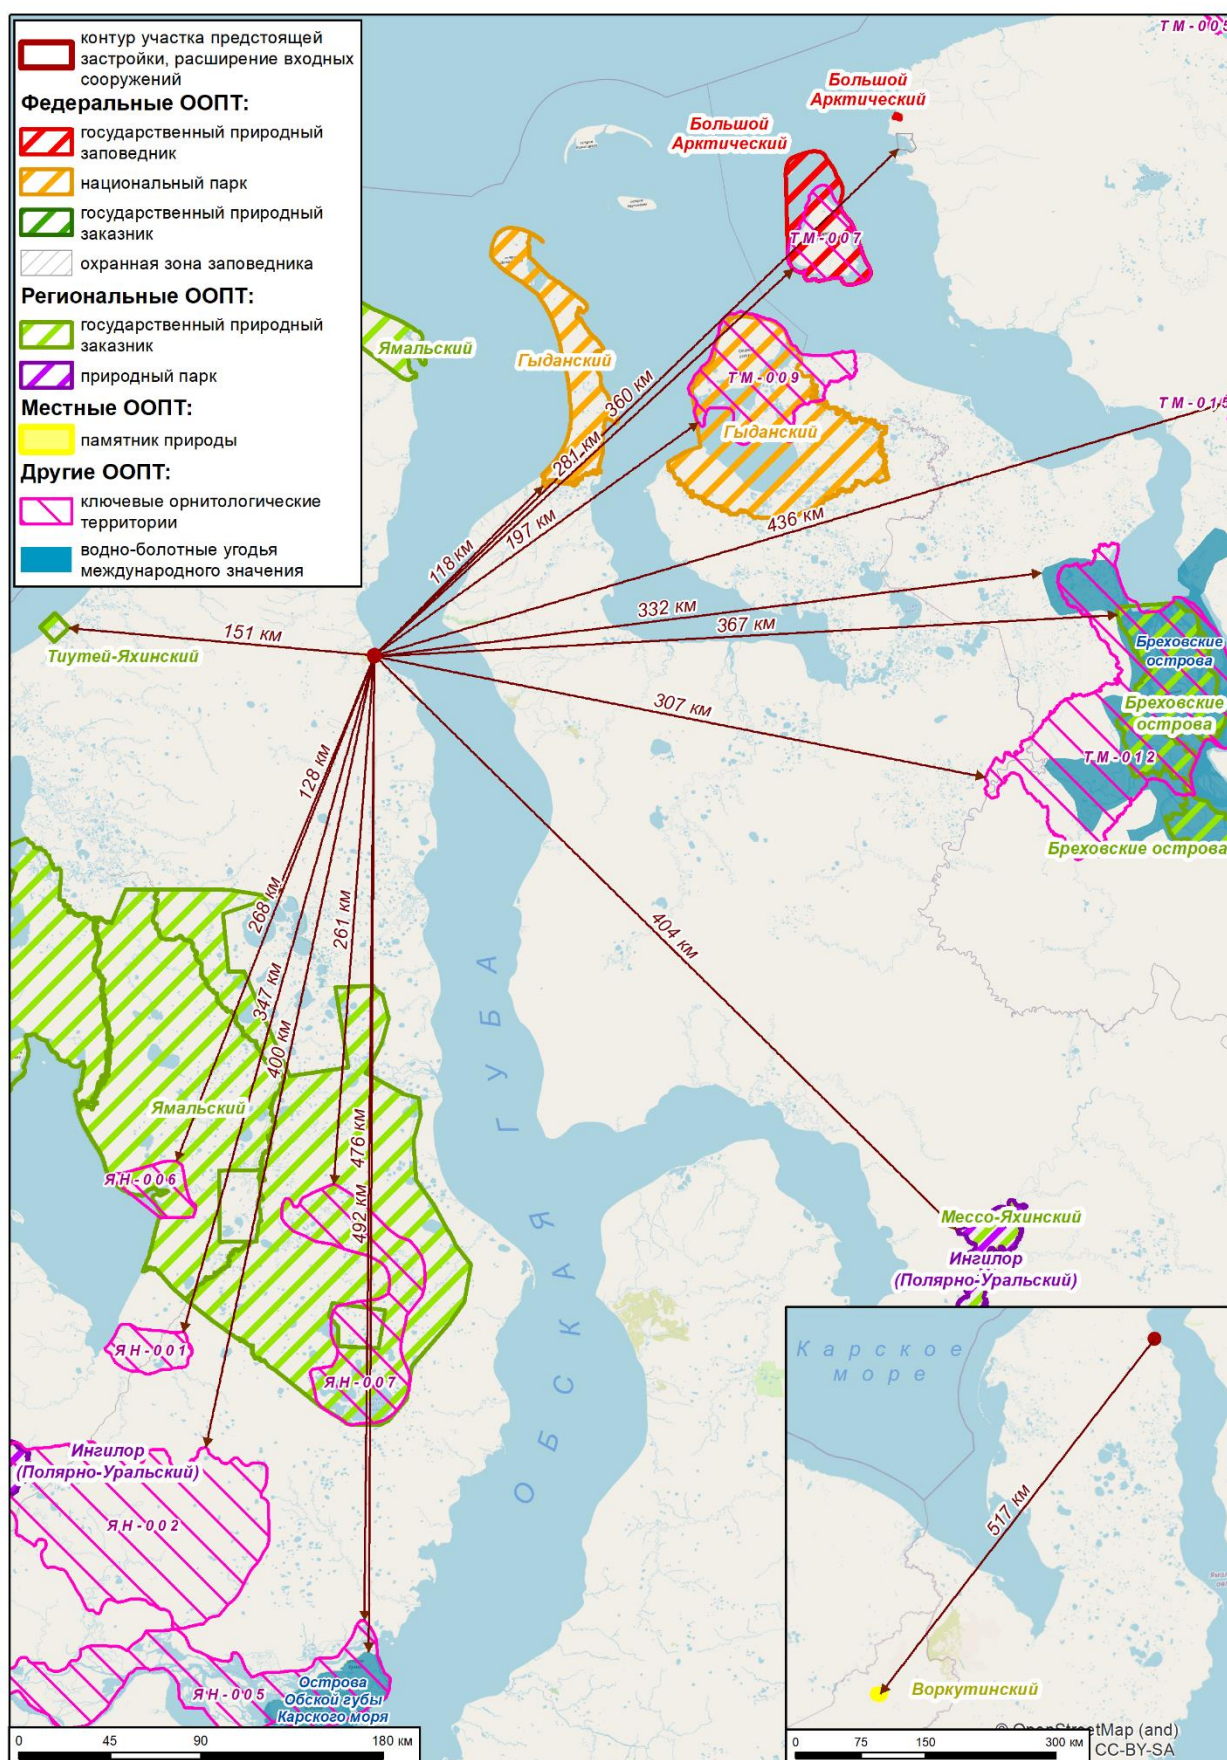 контур участка предстоящей
застройки, расширение входных
сооружений
Федеральные ООПТ:
государственный природный
заповедник
национальный парк
государственный природный
заказник
охранная зона заповедника
Региональные ООПТ:
государственный природный
заказник
природный парк
Местные ООПТ:
памятник природы
Другие ООПТ:
ключевые орнитологические
территории
водно-болотные угодья
международного значения
ТМ-005
Большой
Арктический
Большой
Арктический
ТМ-007
Ямальский
Гыданский
ТМ-009
Гыданский
ТМ-015
360 км
281 км
197 км
118 км
436 км
332 км
367 км
151 км
Тиутей-Яхинский
307 км
Бреховские
острова
Бреховские
острова
ТМ-012
Бреховские острова
128 км
268 км
261 км
347 км
400 км
404 км
476 км
492 км
ОБСКАЯ ГУБА
Ямальский
ЯН-006
ЯН-001
ЯН-007
Мессо-Яхинский
Ингилор
(Полярно-Уральский)
Ингилор
(Полярно-Уральский)
ЯН-002
ЯН-005
Острова
Обской губы
Карского моря
0 45 90 180 км
Карское
море
517 км
Воркутинский
© OpenStreetMap (and)
CC-BY-SA
0 75 150 300 км